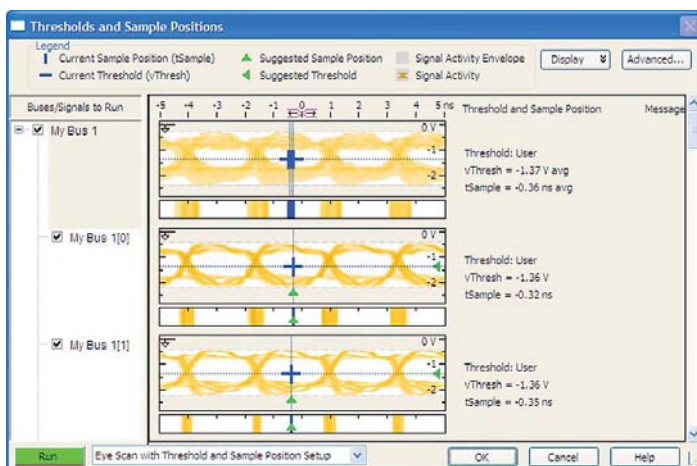 Thresholds and Sample Positions
Legend
Current Sample Position (tSample)
Suggested Sample Position
Signal Activity Envelope
Current Threshold (vThresh)
Suggested Threshold
Signal Activity
Display
Advanced...
Buses/Signals to Run
-5 -4 -3 -2 -1 0 1 2 3 4 5 ns
Threshold and Sample Position
Message
My Bus 1
0 V
-1
-2
Threshold: User
vThresh = -1.37 V avg
tSample = -0.36 ns avg
My Bus 1[0]
0 V
-1
-2
Threshold: User
vThresh = -1.36 V
tSample = -0.32 ns
My Bus 1[1]
0 V
-1
-2
Threshold: User
vThresh = -1.36 V
tSample = -0.35 ns
Run
Eye Scan with Threshold and Sample Position Setup
OK
Cancel
Help